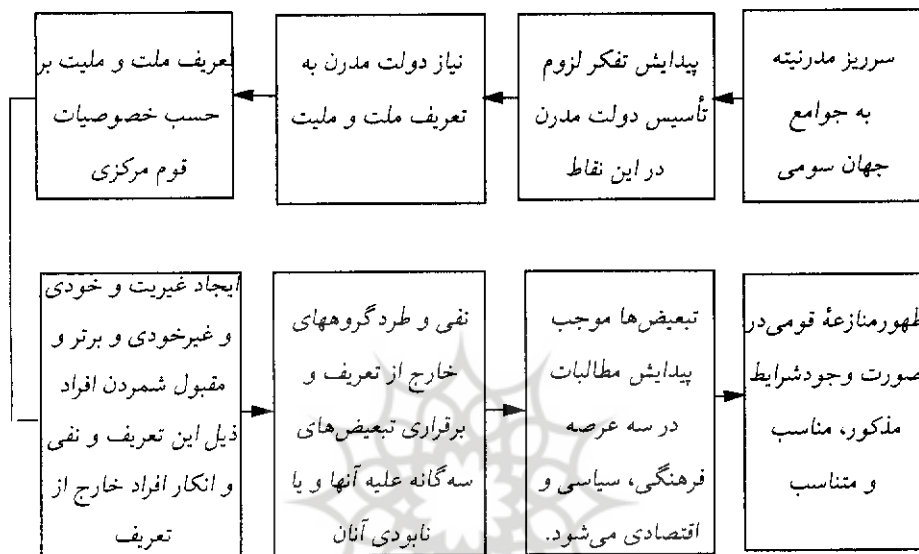 سرریز مدرنیته
به جوامع
جهان سومی
پیدایش تفکر لزوم
تأسیس دولت مدرن
در این نقاط
نیاز دولت مدرن به
تعریف ملت و ملیت
تعریف ملت و ملیت بر
حسب خصوصیات
قوم مرکزی
ایجاد غیریت و خودی
و غیرخودی و برتر و
مقبول شمردن افراد
ذیل این تعریف و نفی
و انکار افراد خارج از
تعریف
نفی و طرد گروههای
خارج از تعریف و
برقراری تبعیض‌های
سه‌گانه علیه آنها و یا
نابودی آنان
تبعیض‌ها موجب
پیدایش مطالبات
در سه عرصه
فرهنگی، سیاسی و
اقتصادی می‌شود.
ظهورمنازعهٔ قومی‌در
صورت وجودشرایط
مذکور، مناسب
و متناسب